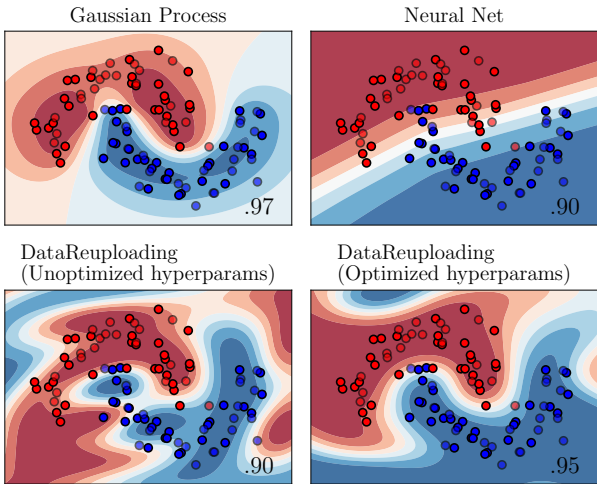 Gaussian Process
Neural Net
.97
.90
DataReuploading
(Unoptimized hyperparams)
DataReuploading
(Optimized hyperparams)
.90
.95